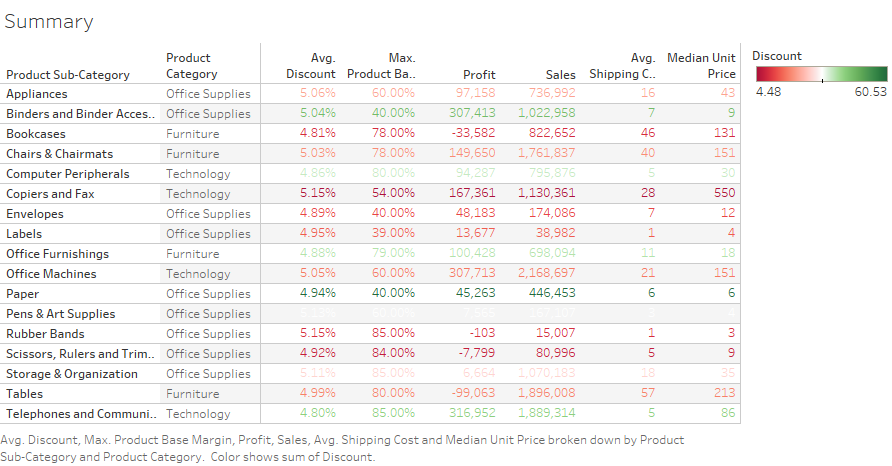 Summary
Product Sub-Category Product Category Avg. Discount Max. Product Ba.. Profit Sales Avg. Shipping C.. Median Unit Price
Appliances Office Supplies 5.06% 60.00% 97,158 736,992 16 43
Binders and Binder Acces.. Office Supplies 5.04% 40.00% 307,413 1,022,958 7 9
Bookcases Furniture 4.81% 78.00% -33,582 822,652 46 131
Chairs & Chairmats Furniture 5.03% 78.00% 149,650 1,761,837 40 151
Computer Peripherals Technology 4.86% 80.00% 94,287 795,876 5 30
Copiers and Fax Technology 5.15% 54.00% 167,361 1,130,361 28 550
Envelopes Office Supplies 4.89% 40.00% 48,183 174,086 7 12
Labels Office Supplies 4.95% 39.00% 13,677 38,982 1 4
Office Furnishings Furniture 4.88% 79.00% 100,428 698,094 11 18
Office Machines Technology 5.05% 60.00% 307,713 2,168,697 21 151
Paper Office Supplies 4.94% 40.00% 45,263 446,453 6 6
Pens & Art Supplies Office Supplies
Rubber Bands Office Supplies 5.15% 85.00% -103 15,007 1 3
Scissors, Rulers and Trim.. Office Supplies 4.92% 84.00% -7,799 80,996 5 9
Storage & Organization Office Supplies 5.11% 85.00% 6,664 1,070,183 18 35
Tables Furniture 4.99% 80.00% -99,063 1,896,008 57 213
Telephones and Communi.. Technology 4.80% 85.00% 316,952 1,889,314 5 86
Avg. Discount, Max. Product Base Margin, Profit, Sales, Avg. Shipping Cost and Median Unit Price broken down by Product
Sub-Category and Product Category. Color shows sum of Discount.
Discount
4.48 60.53